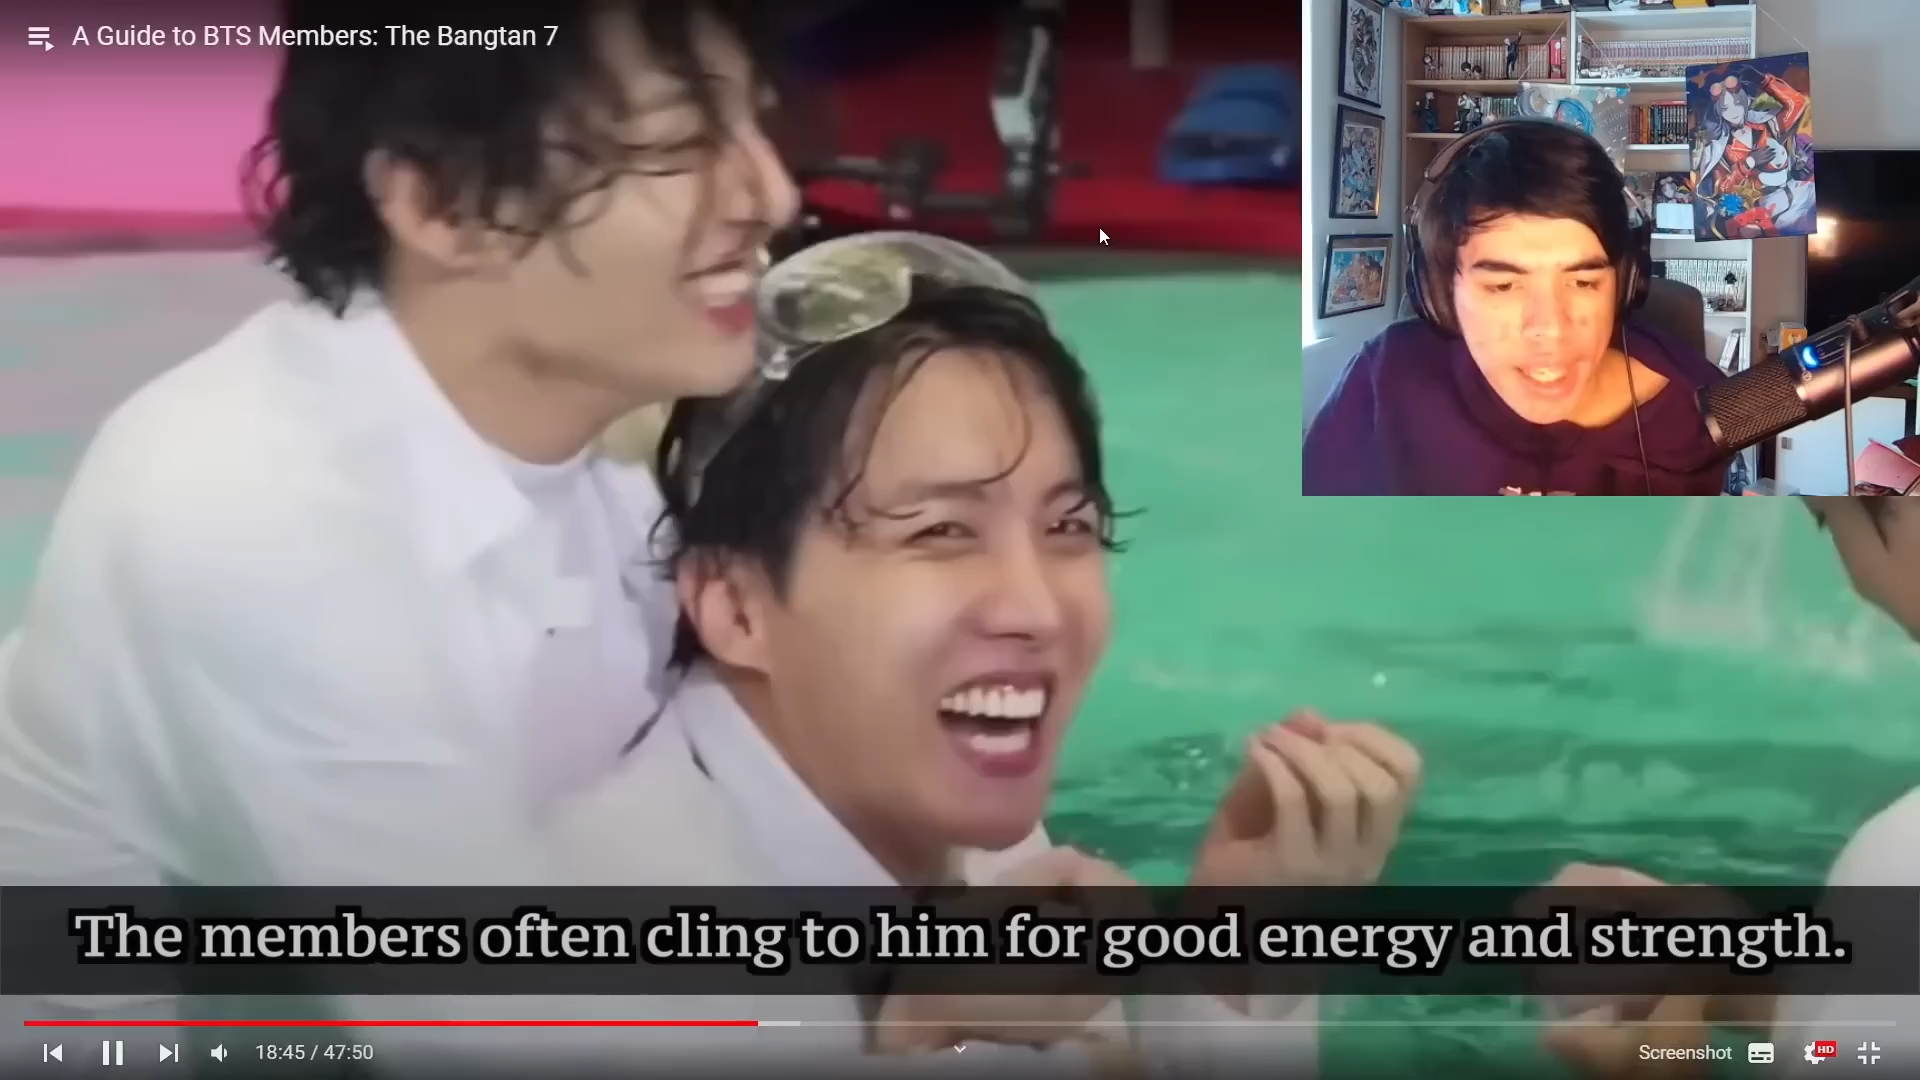 A Guide to BTS Members: The Bangtan 7
The members often cling to him for good energy and strength.
18:45 / 47:50
Screenshot
HD